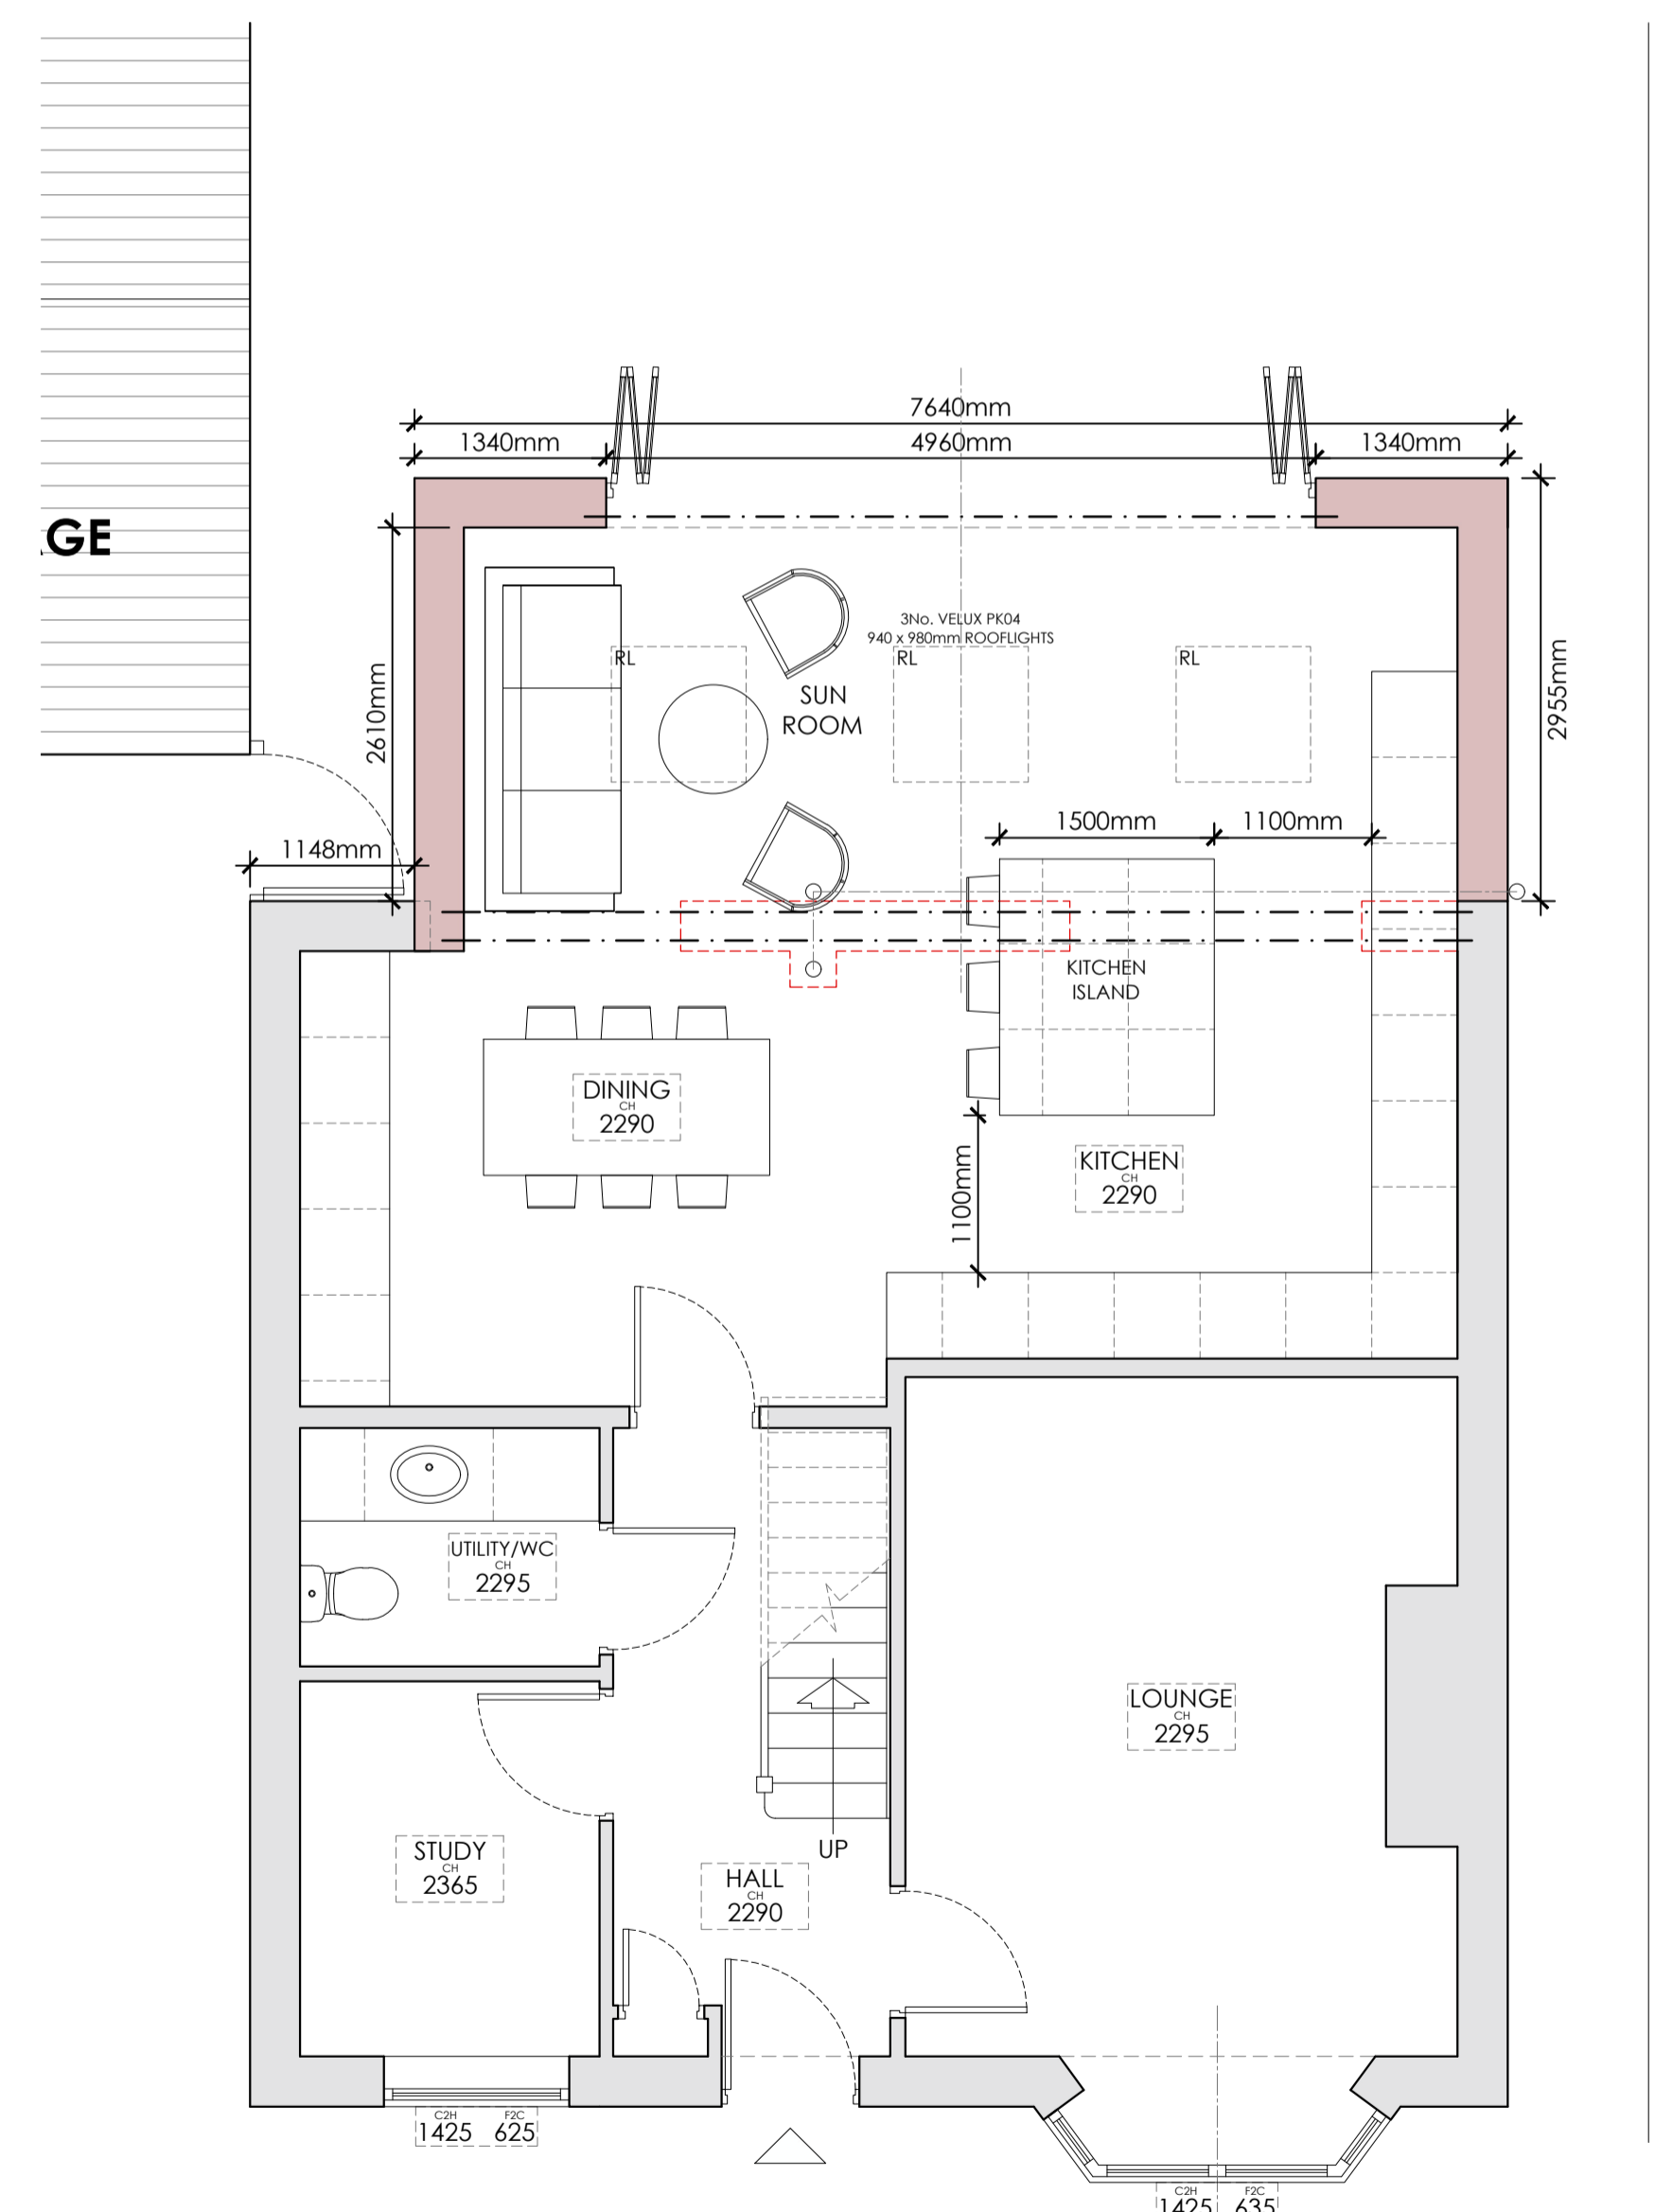 7640mm
1340mm
4960mm
1340mm
GE
3No. VELUX PK04
940 x 980mm ROOFLIGHTS
RL
RL
RL
SUN
ROOM
2610mm
2955mm
1148mm
1500mm
1100mm
KITCHEN
ISLAND
DINING
CH
2290
KITCHEN
CH
2290
1100mm
UTILITY/WC
CH
2295
LOUNGE
CH
2295
UP
STUDY
CH
2365
HALL
CH
2290
C2H F2C
1425 625
C2H F2C
1425 635